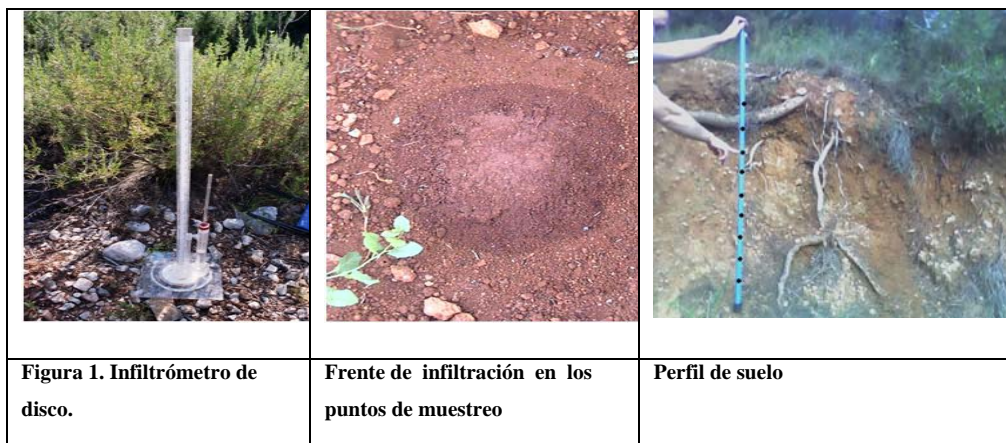 Figura 1. Infiltrómetro de
disco.
Frente de infiltración en los
puntos de muestreo
Perfil de suelo